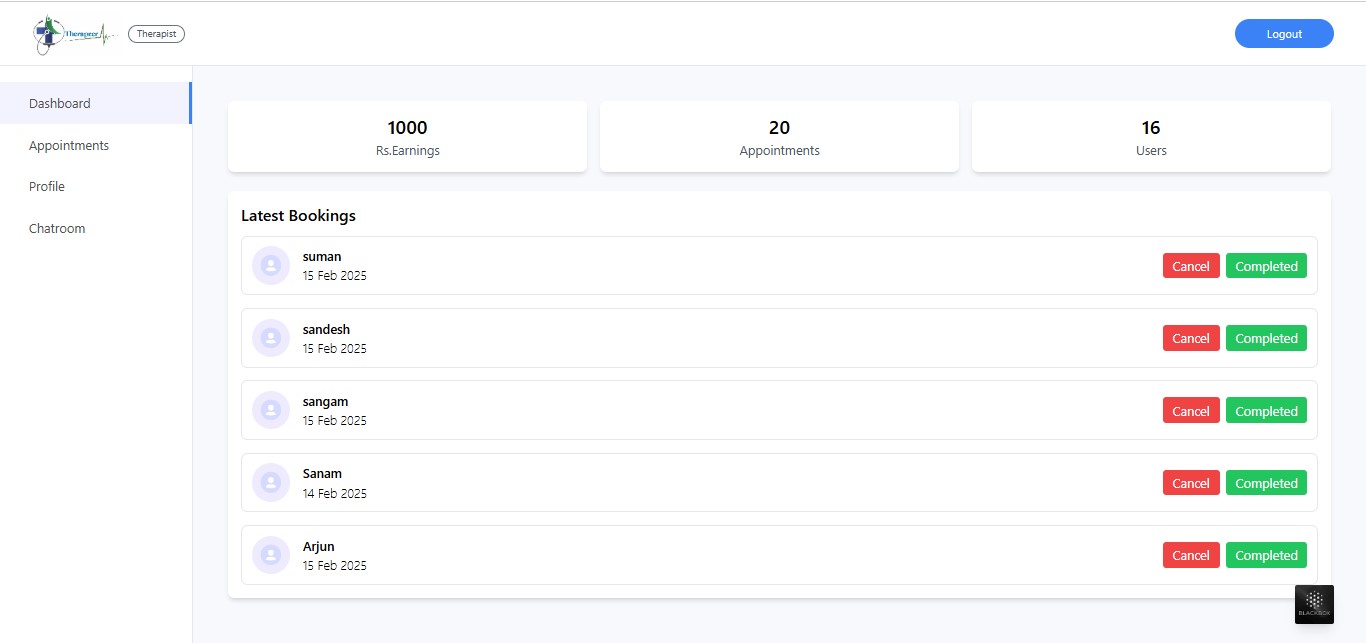 Therapeer
Therapist
Logout
Dashboard
Appointments
Profile
Chatroom
1000
Rs.Earnings
20
Appointments
16
Users
Latest Bookings
suman
15 Feb 2025
Cancel Completed
sandesh
15 Feb 2025
Cancel Completed
sangam
15 Feb 2025
Cancel Completed
Sanam
14 Feb 2025
Cancel Completed
Arjun
15 Feb 2025
Cancel Completed
BLACKBOX